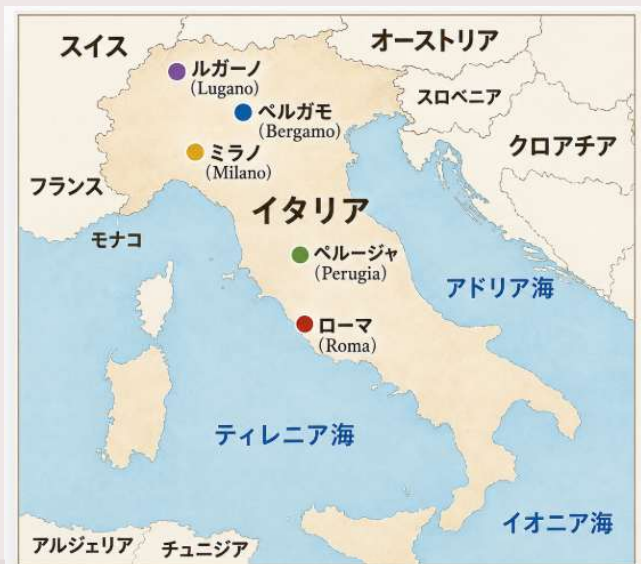 スイス
オーストリア
ルガーノ
(Lugano)
スロベニア
ペルガモ
(Bergamo)
クロアチア
ミラノ
(Milano)
フランス
イタリア
モナコ
ペルージャ
(Perugia)
アドリア海
ローマ
(Roma)
ティレニア海
イオニア海
アルジェリア
チュニジア